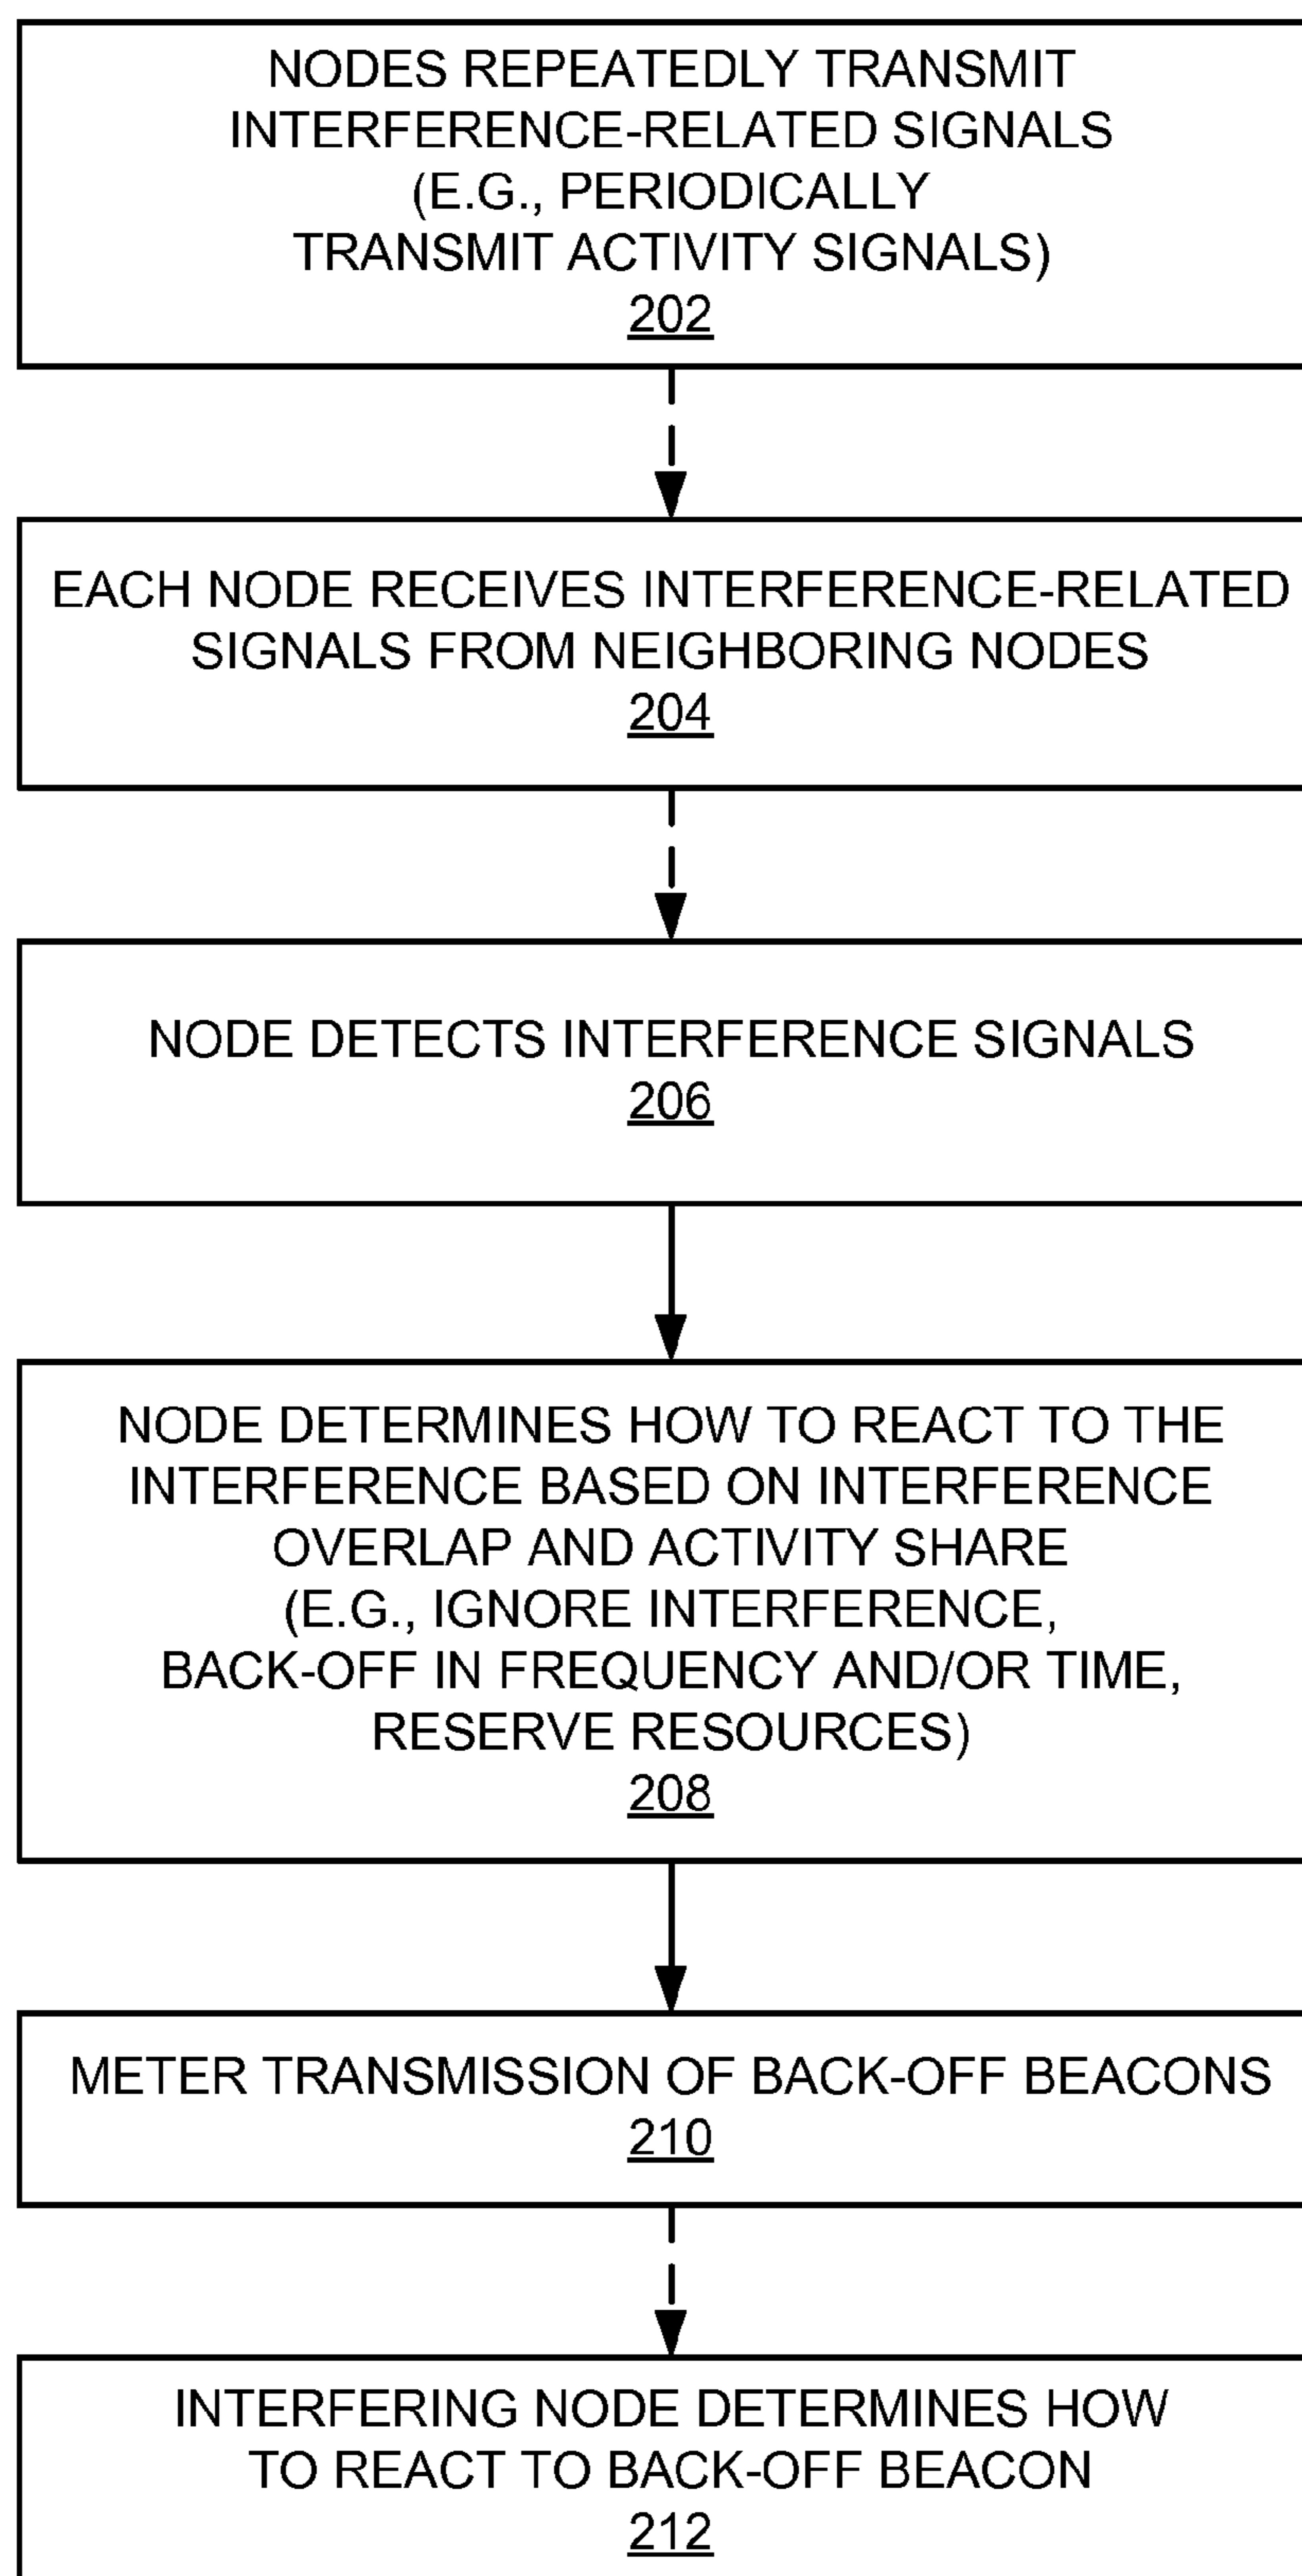 NODES REPEATEDLY TRANSMIT
INTERFERENCE-RELATED SIGNALS
(E.G., PERIODICALLY
TRANSMIT ACTIVITY SIGNALS)
202
EACH NODE RECEIVES INTERFERENCE-RELATED
SIGNALS FROM NEIGHBORING NODES
204
NODE DETECTS INTERFERENCE SIGNALS
206
NODE DETERMINES HOW TO REACT TO THE
INTERFERENCE BASED ON INTERFERENCE
OVERLAP AND ACTIVITY SHARE
(E.G., IGNORE INTERFERENCE,
BACK-OFF IN FREQUENCY AND/OR TIME,
RESERVE RESOURCES)
208
METER TRANSMISSION OF BACK-OFF BEACONS
210
INTERFERING NODE DETERMINES HOW
TO REACT TO BACK-OFF BEACON
212